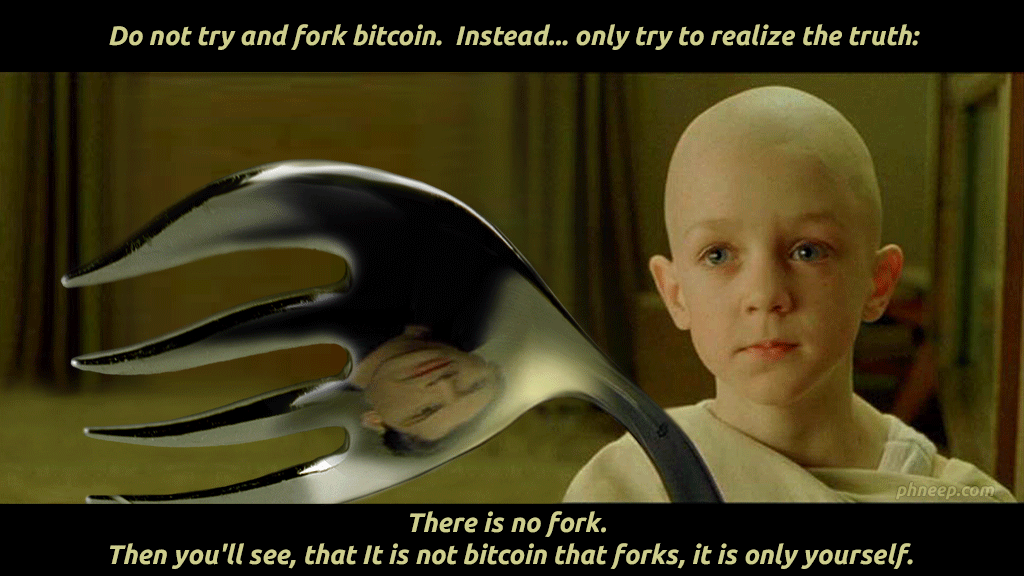 Do not try and fork bitcoin. Instead... only try to realize the truth:
phneep.com
There is no fork.
Then you'll see, that It is not bitcoin that forks, it is only yourself.